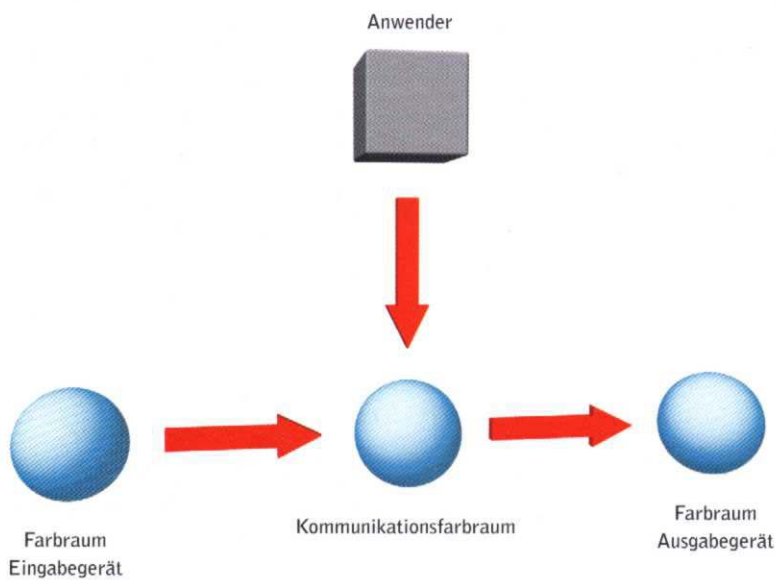 Anwender
Kommunikationsfarbraum
Farbraum
Eingabegerät
Farbraum
Ausgabegerät